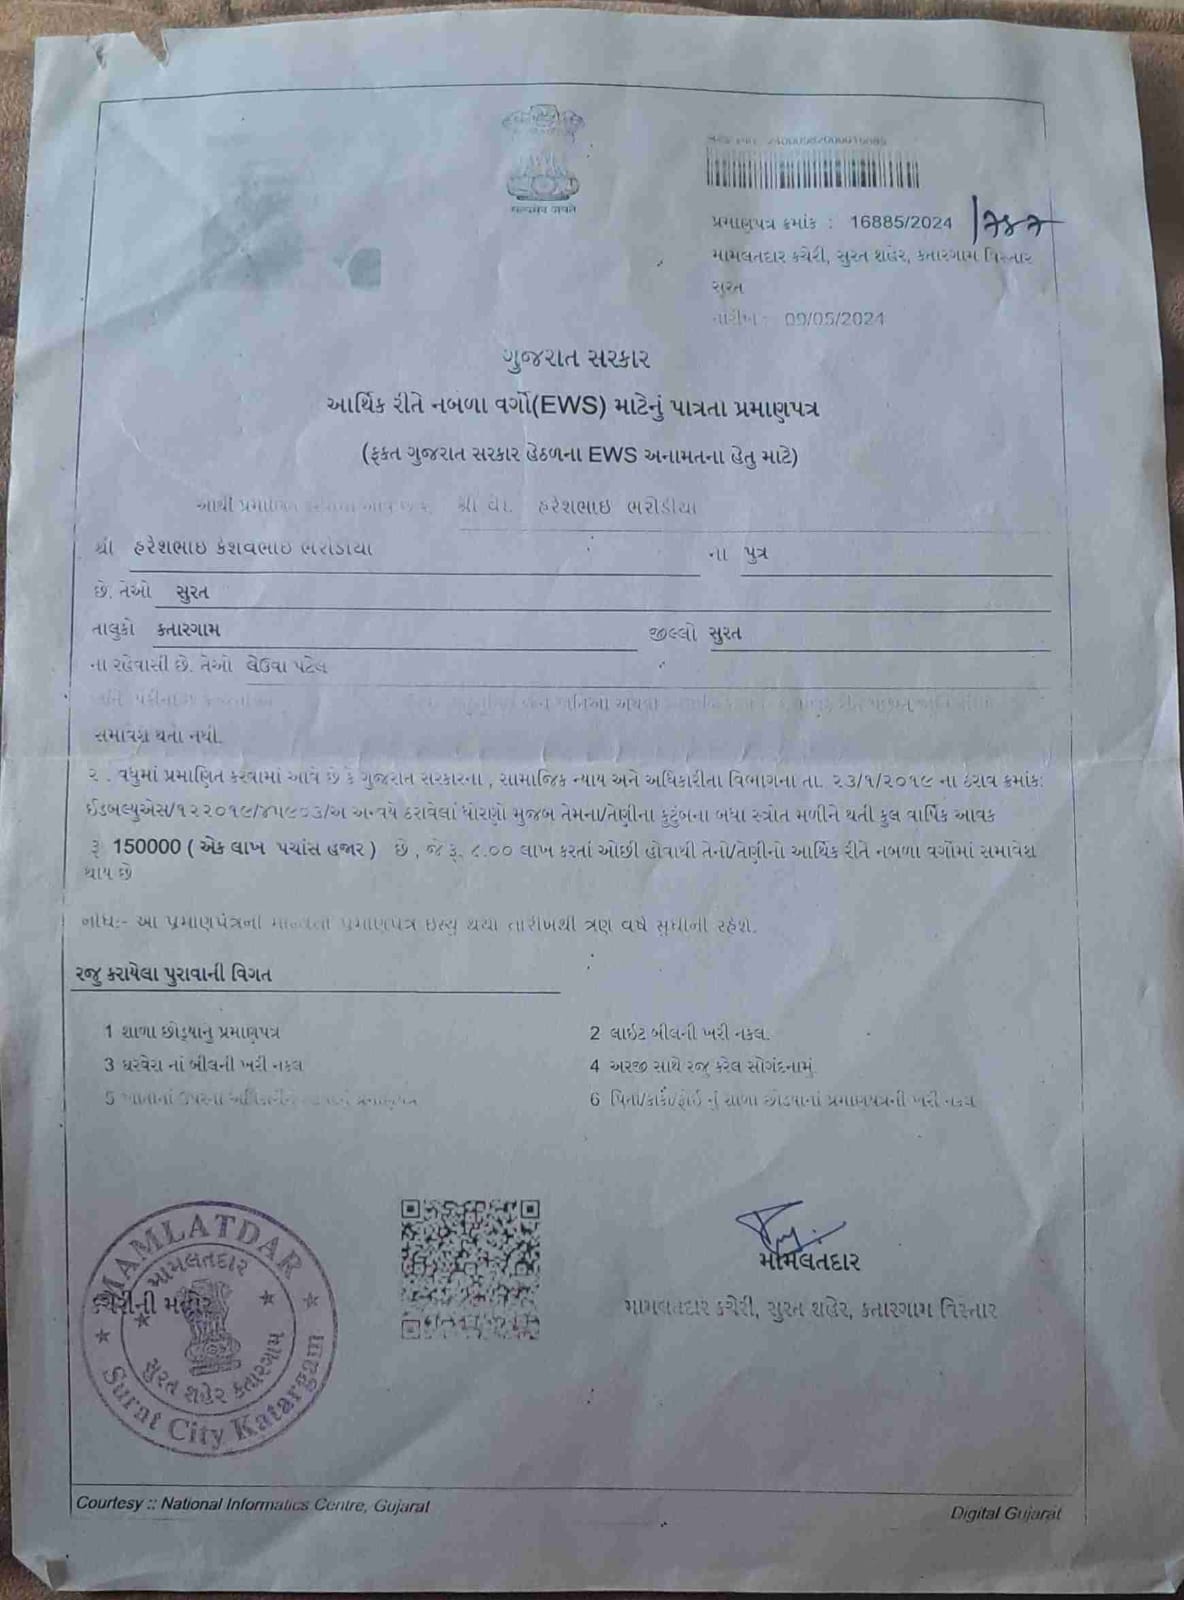 સત્યમેવ જયતે
પ્રમાણપત્ર ક્રમાંક : 16885/2024
મામલતદાર કચેરી, સુરત શહેર, કતારગામ વિસ્તાર
સુરત
તારીખ : 09/05/2024
ગુજરાત સરકાર
આર્થિક રીતે નબળા વર્ગો(EWS) માટેનું પાત્રતા પ્રમાણપત્ર
(ફક્ત ગુજરાત સરકાર હેઠળના EWS અનામતના હેતુ માટે)
આથી પ્રમાણિત કરવામાં આવે છે કે, શ્રી વેદ હરેશભાઇ ભરોડીયા
શ્રી હરેશભાઇ કેશવભાઇ ભરોડીયા ના પુત્ર
છે. તેઓ સુરત
તાલુકો કતારગામ જીલ્લો સુરત
ના રહેવાસી છે. તેઓ લેઉવા પટેલ
સમાવેશ થતો નથી.
૨ . વધુમાં પ્રમાણિત કરવામાં આવે છે કે ગુજરાત સરકારના , સામાજિક ન્યાય અને અધિકારીતા વિભાગના તા. ૨૩/૧/૨૦૧૯ ના ઠરાવ ક્રમાંક:
ઈડબલ્યુએસ/૧૨૨૦૧૯/૪૫૯૦૩/અ અન્વયે ઠરાવેલાં ધોરણો મુજબ તેમના/તેણીના કુટુંબના બધા સ્ત્રોત મળીને થતી કુલ વાર્ષિક આવક
રૂ 150000 ( એક લાખ પચાંસ હજાર ) છે , જે રૂ. ૮.૦૦ લાખ કરતાં ઓછી હોવાથી તેનો/તેણીનો આર્થિક રીતે નબળા વર્ગોમાં સમાવેશ
થાય છે
નોંધ:- આ પ્રમાણપત્રની માન્યતા પ્રમાણપત્ર ઇસ્યુ થયા તારીખથી ત્રણ વર્ષ સુધીની રહેશે.
રજુ કરાયેલા પુરાવાની વિગત
1 શાળા છોડ્યાનું પ્રમાણપત્ર 2 લાઇટ બીલની ખરી નકલ.
3 ઘરવેરા નાં બીલની ખરી નકલ 4 અરજી સાથે રજુ કરેલ સોગંદનામું
5 પ્રમાણપત્ર 6 પિતા/કાકા/ફોઇ નું શાળા છોડયાનાં પ્રમાણપત્રની ખરી નકલ
MAMLATDAR
મામલતદાર
કચેરીની મહોર
સુરત શહેર કતારગામ
Surat City Katargam
મામલતદાર
મામલતદાર કચેરી, સુરત શહેર, કતારગામ વિસ્તાર
Courtesy :: National Informatics Centre, Gujarat Digital Gujarat